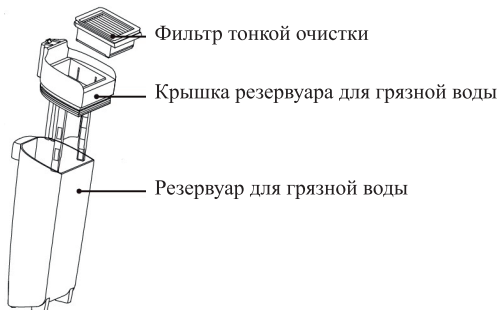 Фильтр тонкой очистки
Крышка резервуара для грязной воды
Резервуар для грязной воды